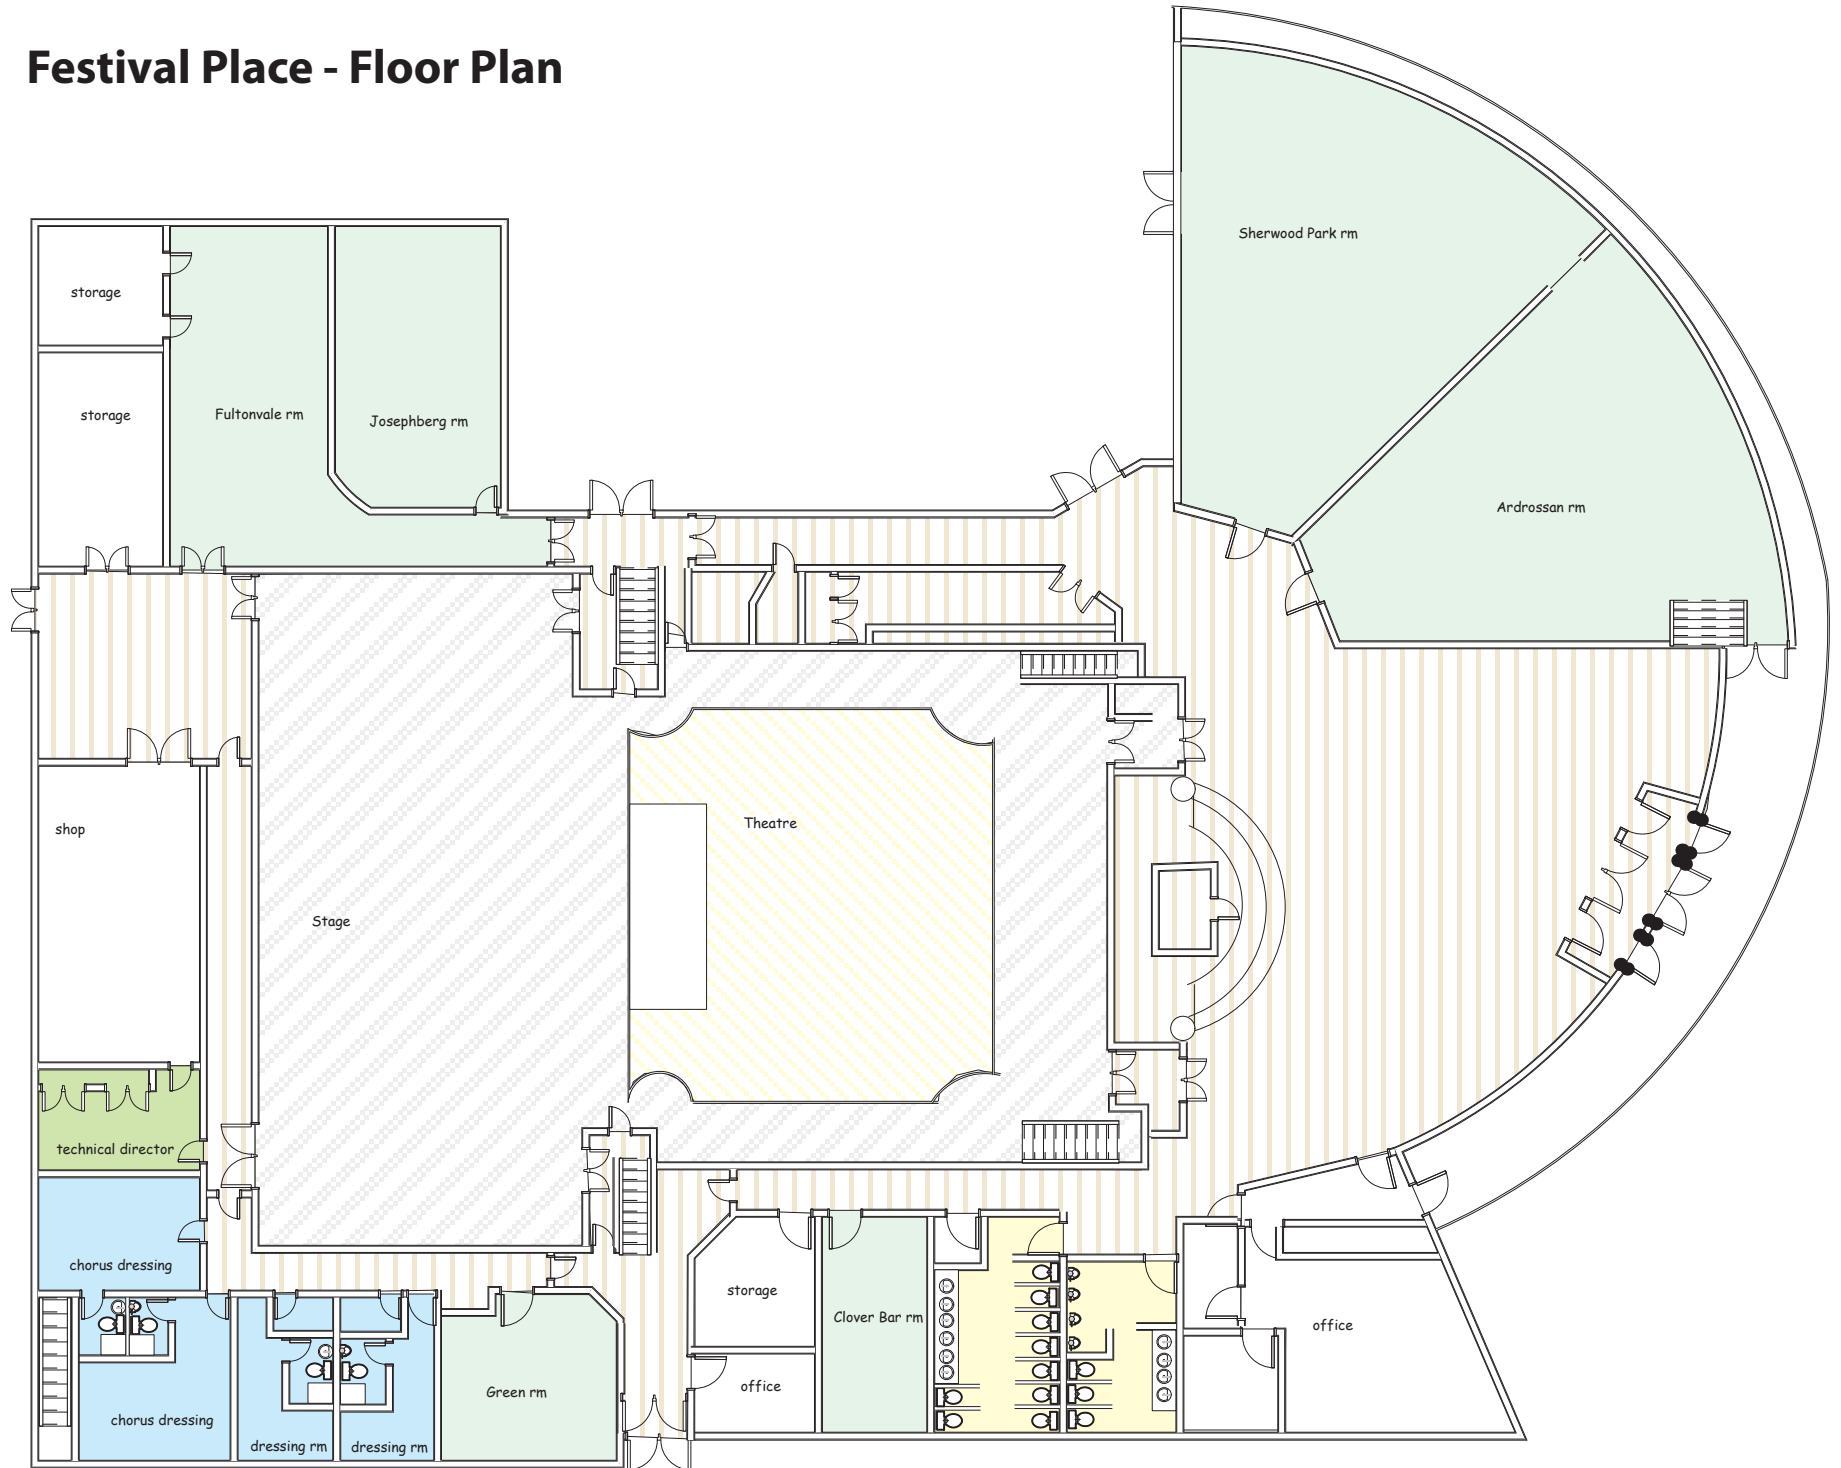 Festival Place - Floor Plan
Sherwood Park rm
storage
storage
Fultonvale rm
Josephberg rm
Ardrossan rm
shop
Theatre
Stage
technical director
chorus dressing
storage
Clover Bar rm
office
office
Green rm
chorus dressing
dressing rm
dressing rm